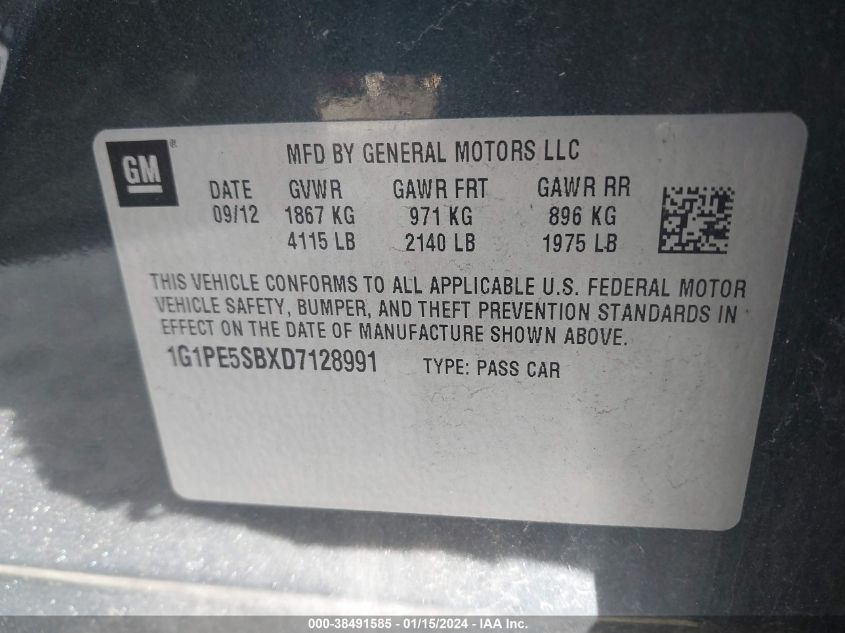 GM ®
MFD BY GENERAL MOTORS LLC
DATE GVWR GAWR FRT GAWR RR
09/12 1867 KG 971 KG 896 KG
4115 LB 2140 LB 1975 LB
THIS VEHICLE CONFORMS TO ALL APPLICABLE U.S. FEDERAL MOTOR
VEHICLE SAFETY, BUMPER, AND THEFT PREVENTION STANDARDS IN
EFFECT ON THE DATE OF MANUFACTURE SHOWN ABOVE.
1G1PE5SBXD7128991 TYPE: PASS CAR
000-38491585 - 01/15/2024 - IAA Inc.